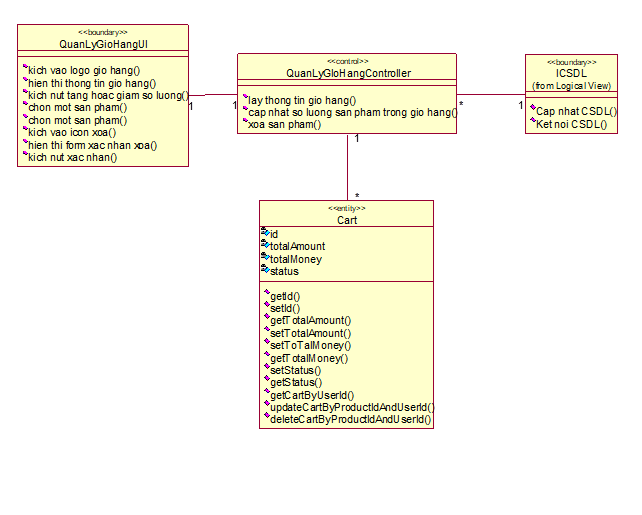 <<boundary>>
QuanLyGioHangUI
kich vao logo gio hang()
hien thi thong tin gio hang()
kich nut tang hoac giam so luong()
chon mot san pham()
chon mot san pham()
kich vao icon xoa()
hien thi form xac nhan xoa()
kich nut xac nhan()
1
1
<<control>>
QuanLyGIoHangController
lay thong tin gio hang()
cap nhat so luong san pham trong gio hang()
xoa san pham()
*
1
<<boundary>>
ICSDL
(from Logical View)
Cap nhat CSDL()
Ket noi CSDL()
1
*
<<entity>>
Cart
id
totalAmount
totalMoney
status
getId()
setId()
getTotalAmount()
setTotalAmount()
setToTalMoney()
getTotalMoney()
setStatus()
getStatus()
getCartByUserId()
updateCartByProductIdAndUserId()
deleteCartByProductIdAndUserId()